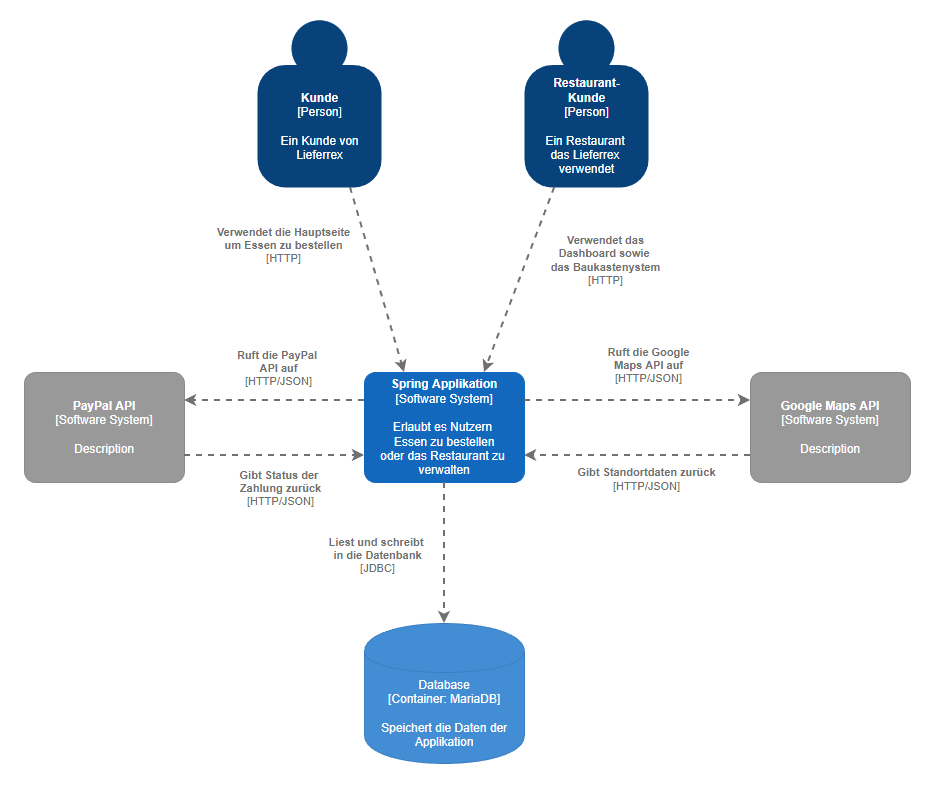 Kunde
[Person]
Ein Kunde von
Lieferrex
Restaurant-
Kunde
[Person]
Ein Restaurant
das Lieferrex
verwendet
Verwendet die Hauptseite
um Essen zu bestellen
[HTTP]
Verwendet das
Dashboard sowie
das Baukastenystem
[HTTP]
Ruft die PayPal
API auf
[HTTP/JSON]
Ruft die Google
Maps API auf
[HTTP/JSON]
PayPal API
[Software System]
Description
Spring Applikation
[Software System]
Erlaubt es Nutzern
Essen zu bestellen
oder das Restaurant zu
verwalten
Google Maps API
[Software System]
Description
Gibt Status der
Zahlung zurück
[HTTP/JSON]
Gibt Standortdaten zurück
[HTTP/JSON]
Liest und schreibt
in die Datenbank
[JDBC]
Database
[Container: MariaDB]
Speichert die Daten der
Applikation